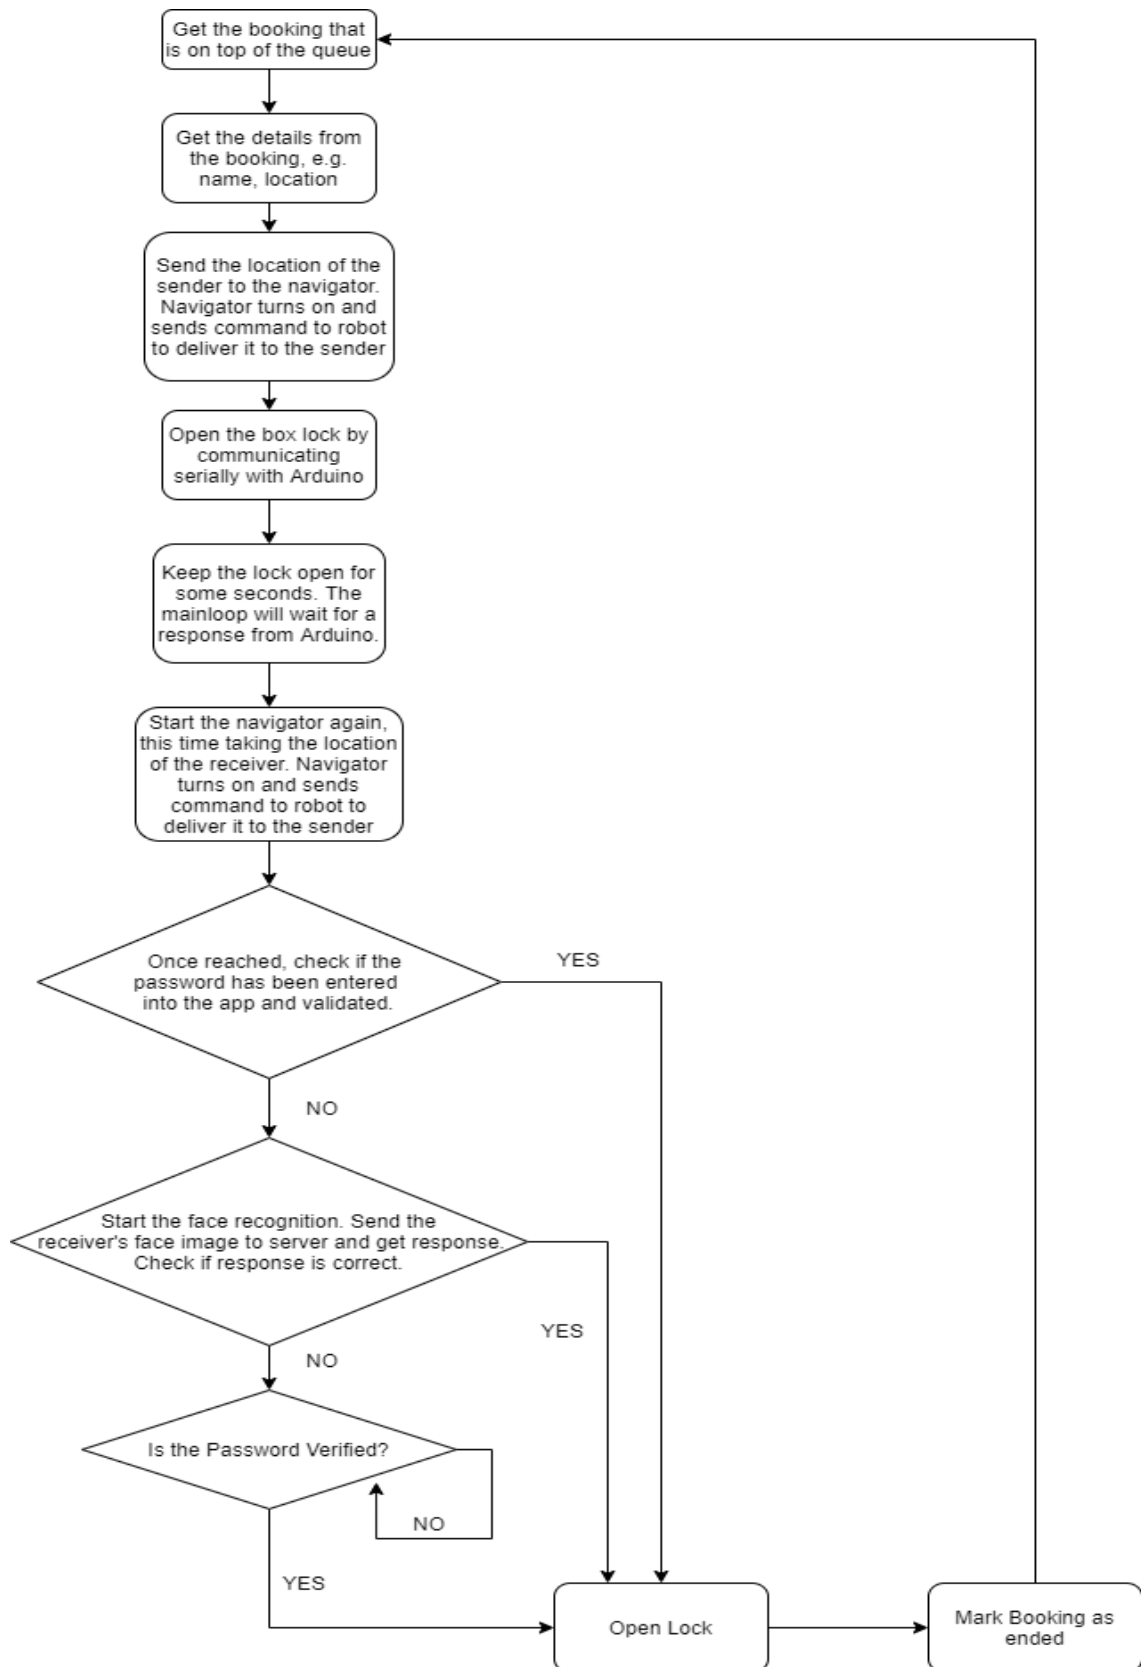 Get the booking that
is on top of the queue
Get the details from
the booking, e.g.
name, location
Send the location of the
sender to the navigator.
Navigator turns on and
sends command to robot
to deliver it to the sender
Open the box lock by
communicating
serially with Arduino
Keep the lock open for
some seconds. The
mainloop will wait for a
response from Arduino.
Start the navigator again,
this time taking the location
of the receiver. Navigator
turns on and sends
command to robot to
deliver it to the sender
Once reached, check if the
password has been entered
into the app and validated.
YES
NO
Start the face recognition. Send the
receiver's face image to server and get response.
Check if response is correct.
YES
NO
Is the Password Verified?
NO
YES
Open Lock
Mark Booking as
ended